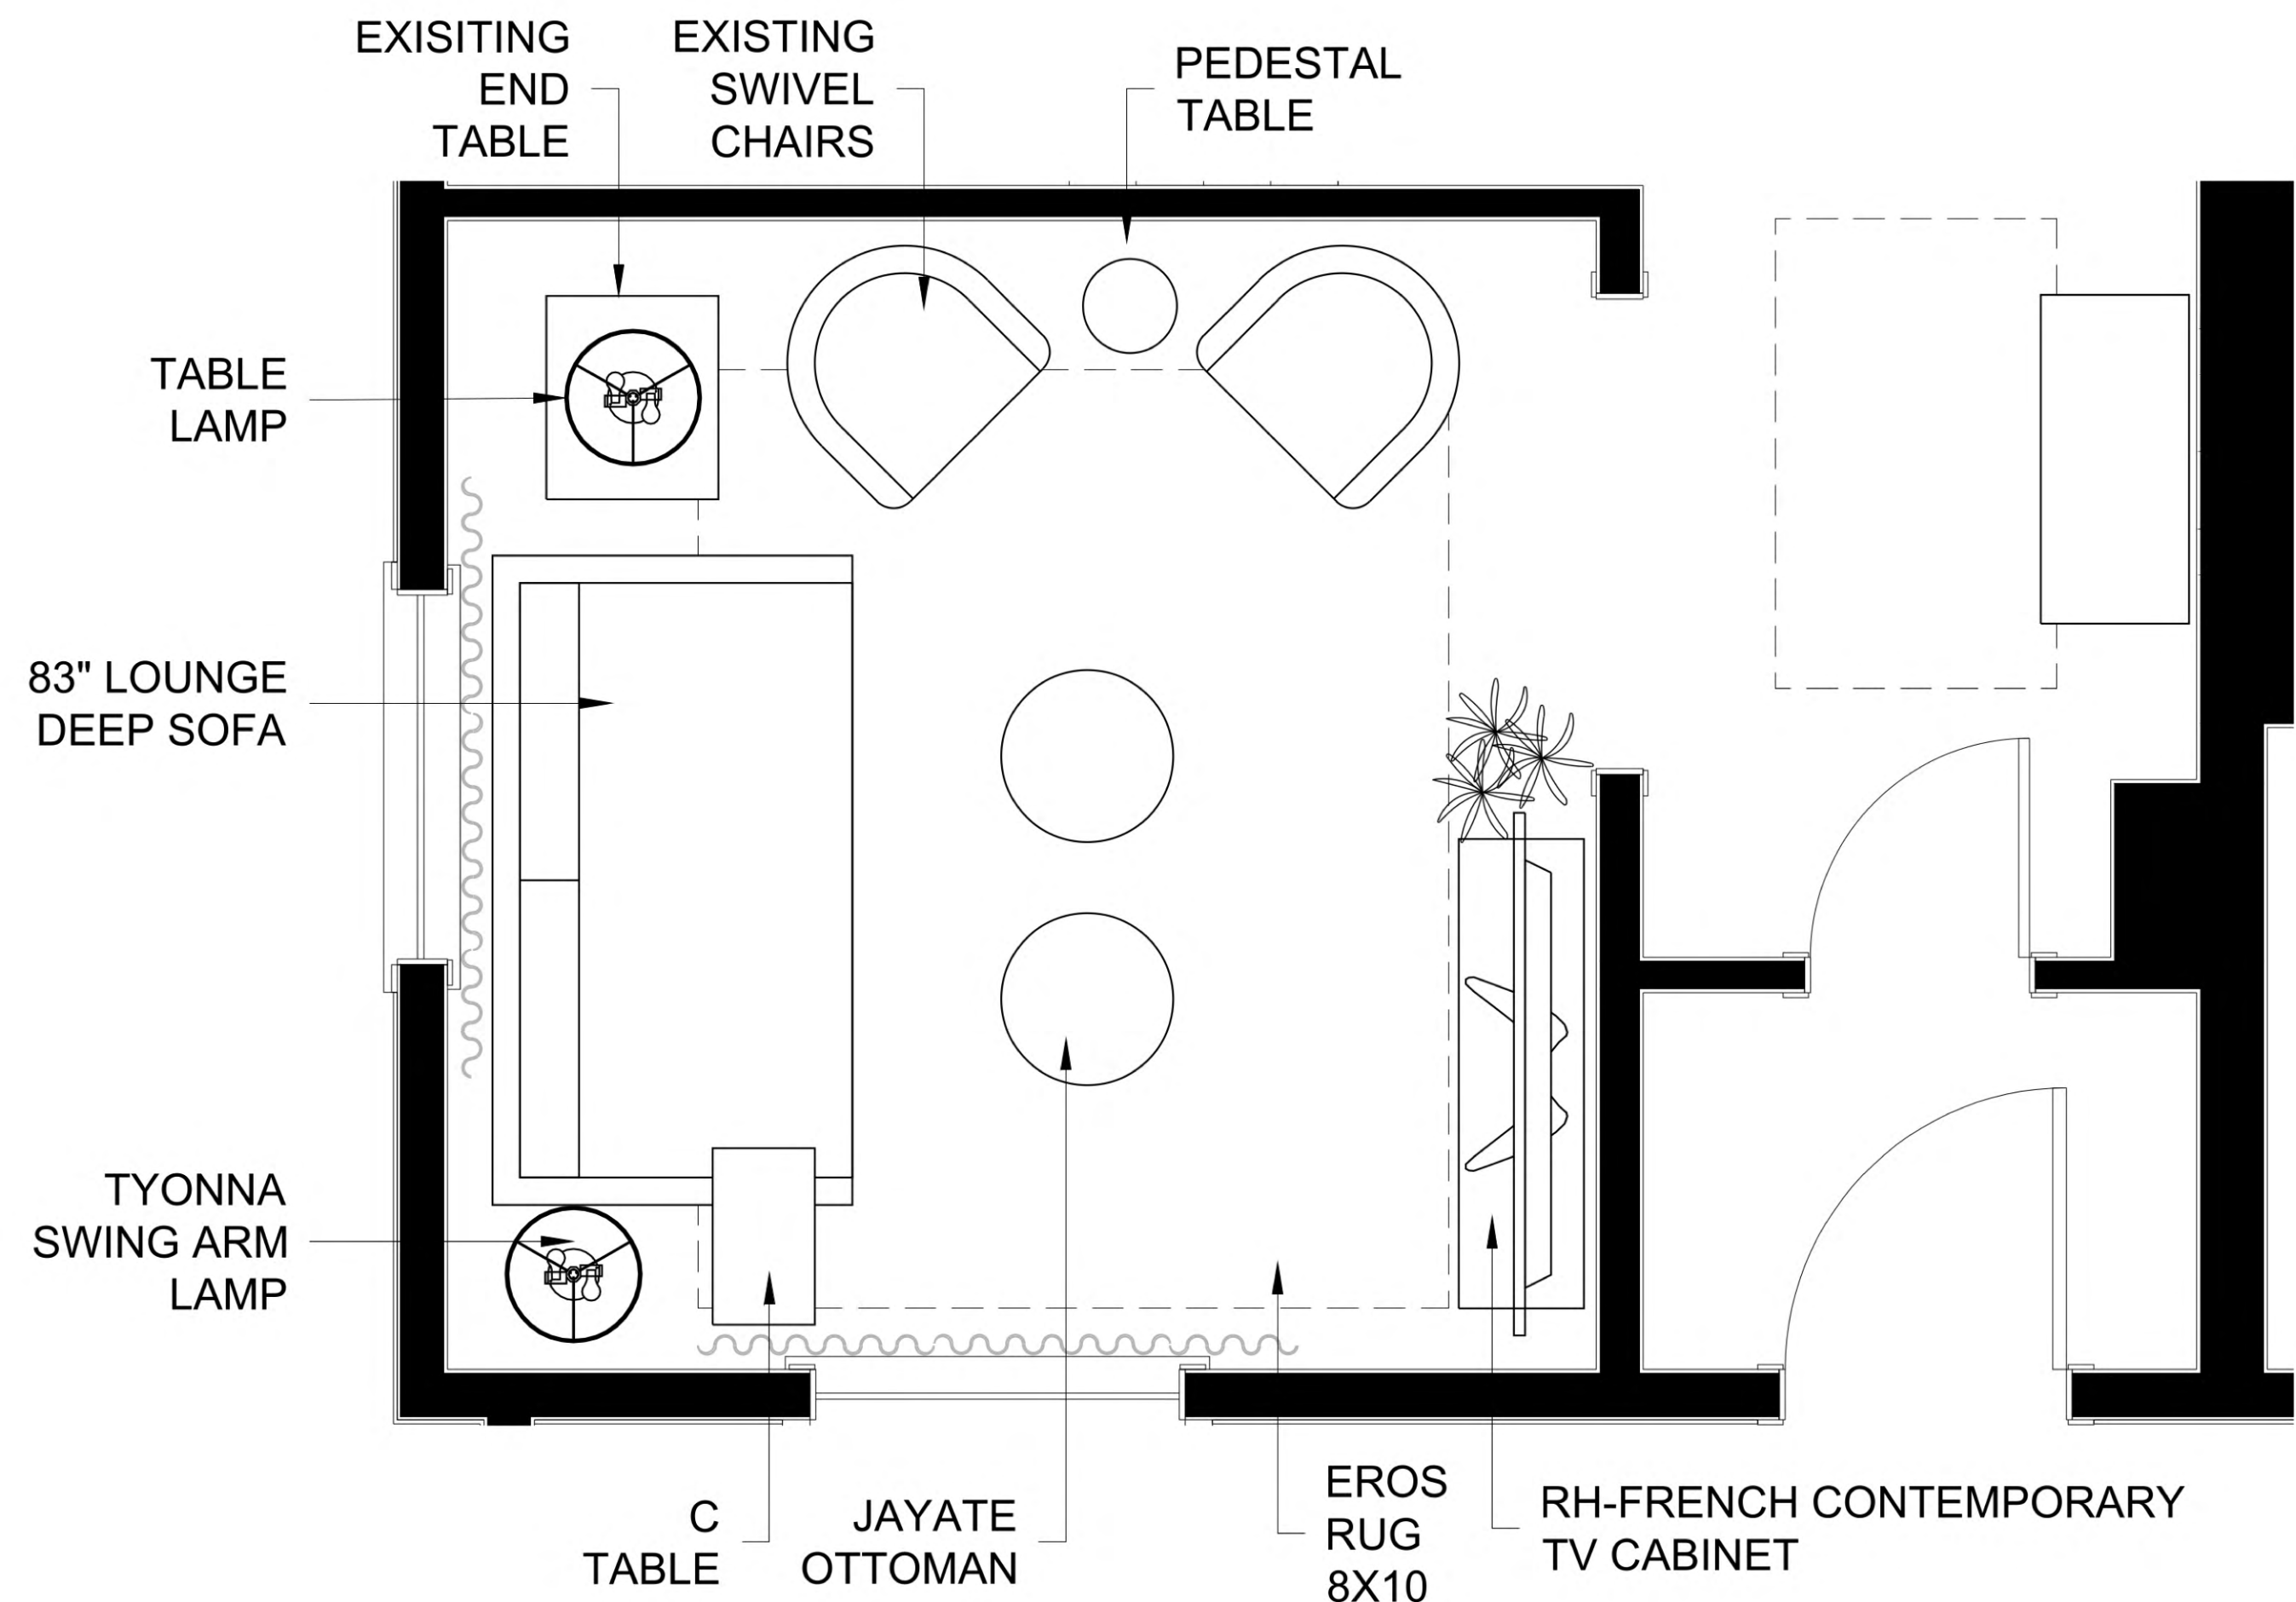 EXISITING
END
TABLE
EXISTING
SWIVEL
CHAIRS
PEDESTAL
TABLE
TABLE
LAMP
83" LOUNGE
DEEP SOFA
TYONNA
SWING ARM
LAMP
C
TABLE
JAYATE
OTTOMAN
EROS
RUG
8X10
RH-FRENCH CONTEMPORARY
TV CABINET